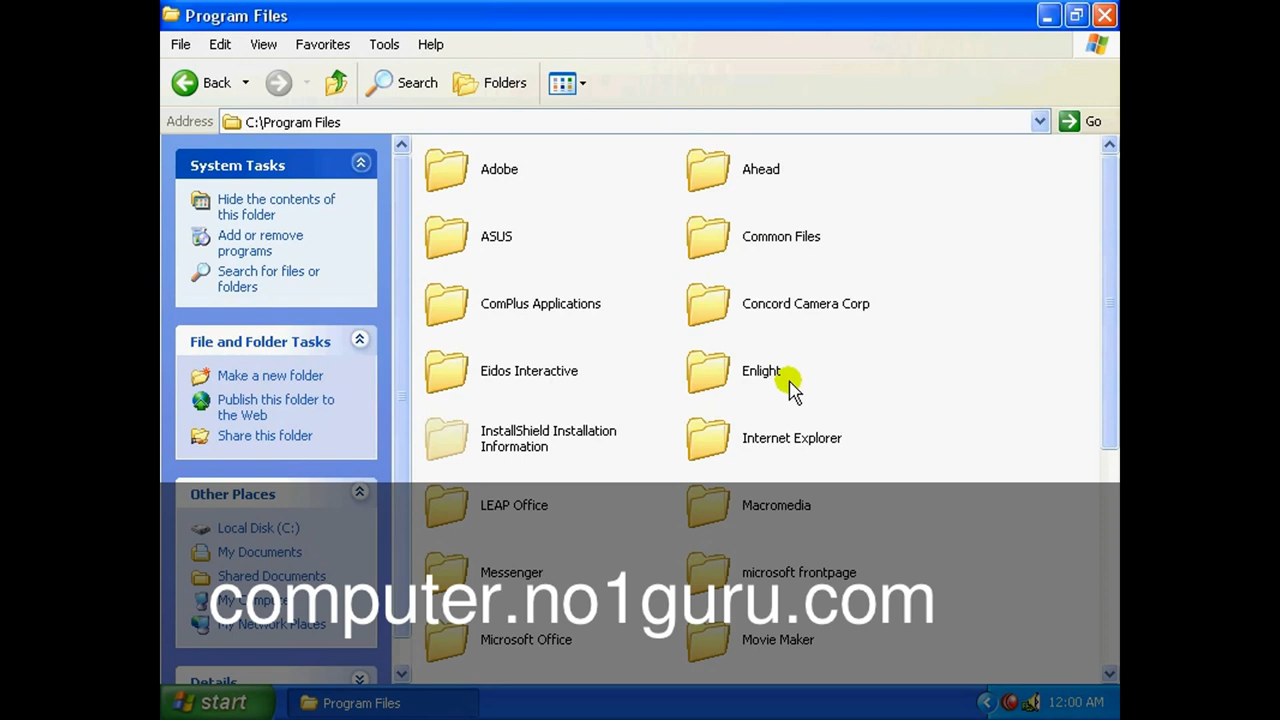 Program Files
File Edit View Favorites Tools Help
Back Search Folders
Address C:\Program Files Go
System Tasks
Hide the contents of
this folder
Add or remove
programs
Search for files or
folders
File and Folder Tasks
Make a new folder
Publish this folder to
the Web
Share this folder
Other Places
Local Disk (C:)
My Documents
Shared Documents
My Computer
My Network Places
Details
Adobe Ahead
ASUS Common Files
ComPlus Applications Concord Camera Corp
Eidos Interactive Enlight
InstallShield Installation
Information
Internet Explorer
LEAP Office Macromedia
Messenger microsoft frontpage
Microsoft Office Movie Maker
computer.no1guru.com
start Program Files 12:00 AM